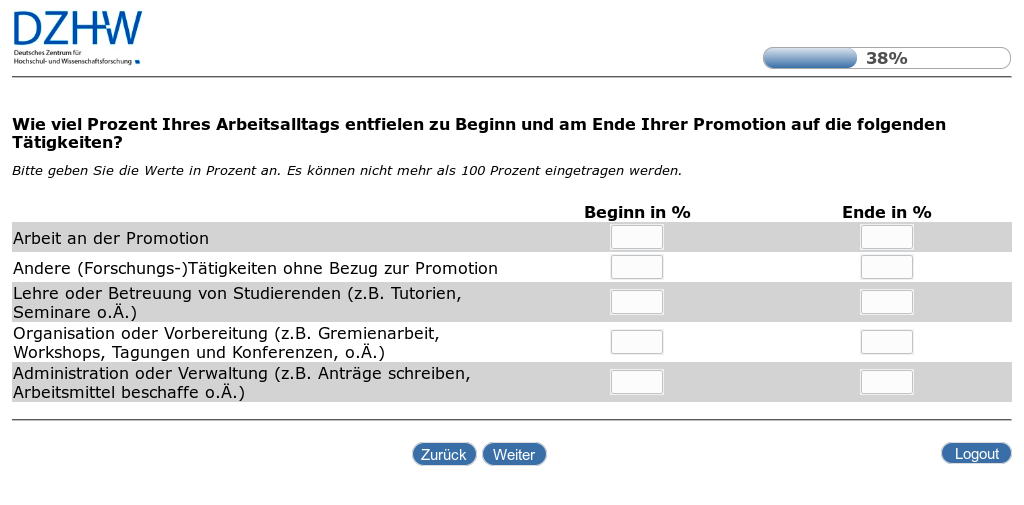 DZHW
Deutsches Zentrum für
Hochschul- und Wissenschaftsforschung
38%
Wie viel Prozent Ihres Arbeitsalltags entfielen zu Beginn und am Ende Ihrer Promotion auf die folgenden
Tätigkeiten?
Bitte geben Sie die Werte in Prozent an. Es können nicht mehr als 100 Prozent eingetragen werden.
Beginn in % Ende in %
Arbeit an der Promotion
Andere (Forschungs-)Tätigkeiten ohne Bezug zur Promotion
Lehre oder Betreuung von Studierenden (z.B. Tutorien,
Seminare o.Ä.)
Organisation oder Vorbereitung (z.B. Gremienarbeit,
Workshops, Tagungen und Konferenzen, o.Ä.)
Administration oder Verwaltung (z.B. Anträge schreiben,
Arbeitsmittel beschaffe o.Ä.)
Zurück Weiter Logout